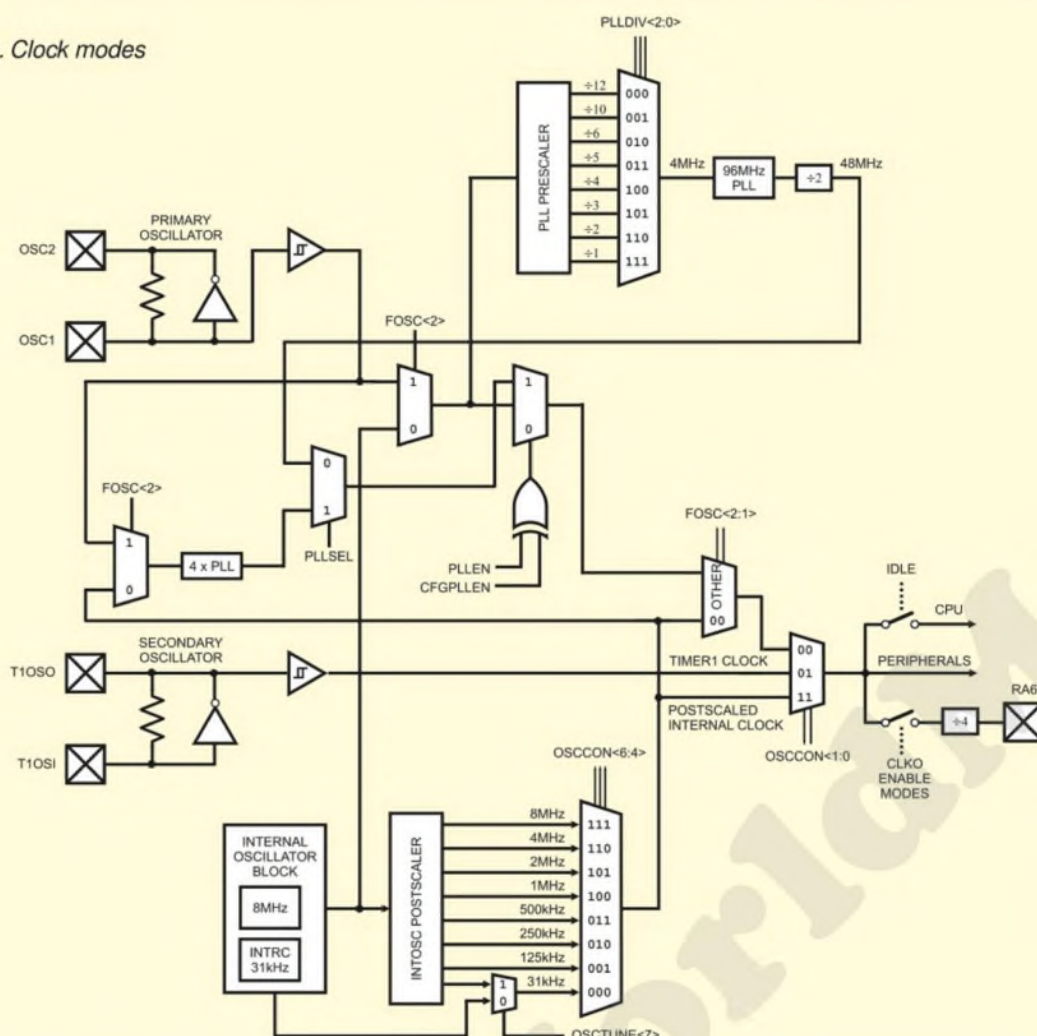 . Clock modes
PLLDIV<2:0>
PLL PRESCALER
÷12
÷10
÷6
÷5
÷4
÷3
÷2
÷1
000
001
010
011
100
101
110
111
4MHz
96MHz
PLL
÷2
48MHz
PRIMARY
OSCILLATOR
OSC2
OSC1
FOSC<2>
1
0
1
0
0
1
PLLSEL
FOSC<2>
1
0
4 x PLL
PLLEN
CFGPLLEN
FOSC<2:1>
OTHER
00
IDLE
CPU
SECONDARY
OSCILLATOR
T1OSO
T1OSI
TIMER1 CLOCK
POSTSCALED
INTERNAL CLOCK
00
01
11
OSCCON<1:0
PERIPHERALS
RA6
÷4
CLKO
ENABLE
MODES
OSCCON<6:4>
INTERNAL
OSCILLATOR
BLOCK
8MHz
INTRC
31kHz
INTOSC POSTSCALER
8MHz
4MHz
2MHz
1MHz
500kHz
250kHz
125kHz
31kHz
111
110
101
100
011
010
001
000
1
0
OSCTUNE<7>
orldM